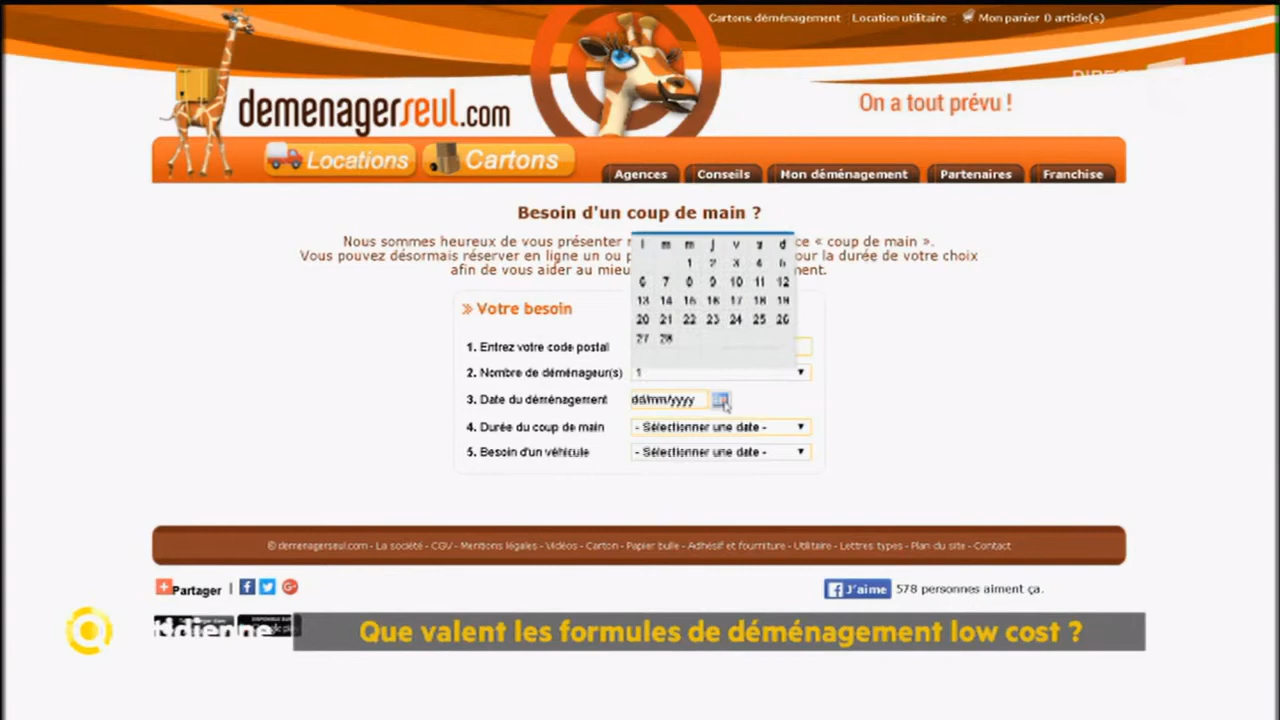 Cartons déménagement Location utilitaire Mon panier 0 article(s)
DIREC
demenagerseul.com
On a tout prévu !
Locations Cartons
Agences Conseils Mon déménagement Partenaires Franchise
Besoin d'un coup de main ?
Nous sommes heureux de vous présenter ce « coup de main ».
Vous pouvez désormais réserver en ligne un ou pour la durée de votre choix
afin de vous aider au mieu ment.
l m m j v s d
1 2 3 4 5
6 7 8 9 10 11 12
13 14 15 16 17 18 19
20 21 22 23 24 25 26
27 28
Votre besoin
1. Entrez votre code postal
2. Nombre de déménageur(s) 1
3. Date du déménagement dd/mm/yyyy
4. Durée du coup de main - Sélectionner une date -
5. Besoin d'un véhicule - Sélectionner une date -
© demenagerseul.com - La société - CGV - Mentions légales - Vidéos - Carton - Papier bulle - Adhésif et fourniture - Utilitaire - Lettres types - Plan du site - Contact
Partager |
J'aime 578 personnes aiment ça.
tidienne
Que valent les formules de déménagement low cost ?